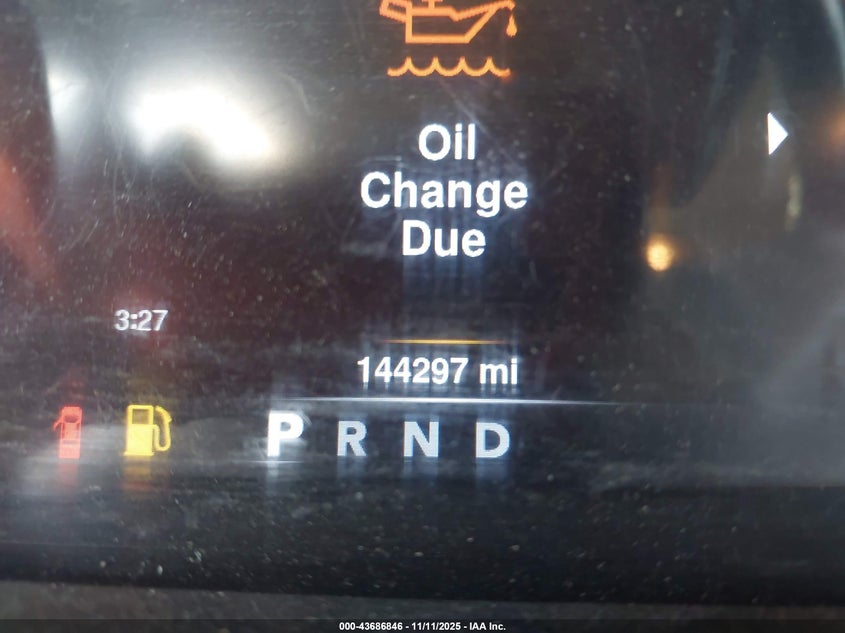 Oil
Change
Due
3:27
144297 mi
P R N D
000-43686846 - 11/11/2025 - IAA Inc.